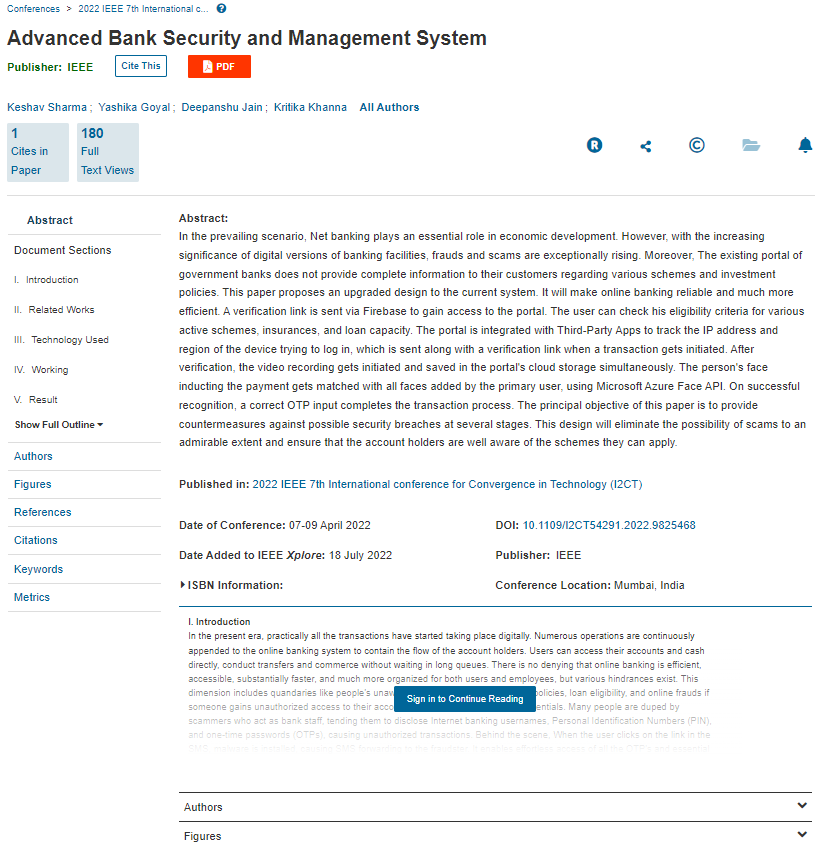 Conferences > 2022 IEEE 7th International c... ?
Advanced Bank Security and Management System
Publisher: IEEE Cite This PDF
Keshav Sharma ; Yashika Goyal ; Deepanshu Jain ; Kritika Khanna All Authors
1
Cites in
Paper
180
Full
Text Views
R
©
Abstract
Document Sections
I. Introduction
II. Related Works
III. Technology Used
IV. Working
V. Result
Show Full Outline
Authors
Figures
References
Citations
Keywords
Metrics
Abstract:
In the prevailing scenario, Net banking plays an essential role in economic development. However, with the increasing
significance of digital versions of banking facilities, frauds and scams are exceptionally rising. Moreover, The existing portal of
government banks does not provide complete information to their customers regarding various schemes and investment
policies. This paper proposes an upgraded design to the current system. It will make online banking reliable and much more
efficient. A verification link is sent via Firebase to gain access to the portal. The user can check his eligibility criteria for various
active schemes, insurances, and loan capacity. The portal is integrated with Third-Party Apps to track the IP address and
region of the device trying to log in, which is sent along with a verification link when a transaction gets initiated. After
verification, the video recording gets initiated and saved in the portal's cloud storage simultaneously. The person's face
inducting the payment gets matched with all faces added by the primary user, using Microsoft Azure Face API. On successful
recognition, a correct OTP input completes the transaction process. The principal objective of this paper is to provide
countermeasures against possible security breaches at several stages. This design will eliminate the possibility of scams to an
admirable extent and ensure that the account holders are well aware of the schemes they can apply.
Published in: 2022 IEEE 7th International conference for Convergence in Technology (I2CT)
Date of Conference: 07-09 April 2022
DOI: 10.1109/I2CT54291.2022.9825468
Date Added to IEEE Xplore: 18 July 2022
Publisher: IEEE
ISBN Information:
Conference Location: Mumbai, India
I. Introduction
In the present era, practically all the transactions have started taking place digitally. Numerous operations are continuously
appended to the online banking system to contain the flow of the account holders. Users can access their accounts and cash
directly, conduct transfers and commerce without waiting in long queues. There is no denying that online banking is efficient,
accessible, substantially faster, and much more organized for both users and employees, but various hindrances exist. This
dimension includes quandaries like people's policies, loan eligibility, and online frauds if
someone gains unauthorized access to their Many people are duped by
Sign in to Continue Reading
scammers who act as bank staff, tending them to disclose Internet banking usernames, Personal Identification Numbers (PIN),
and one-time passwords (OTPs), causing unauthorized transactions. Behind the scene, When the user clicks on the link in the
Authors
Figures